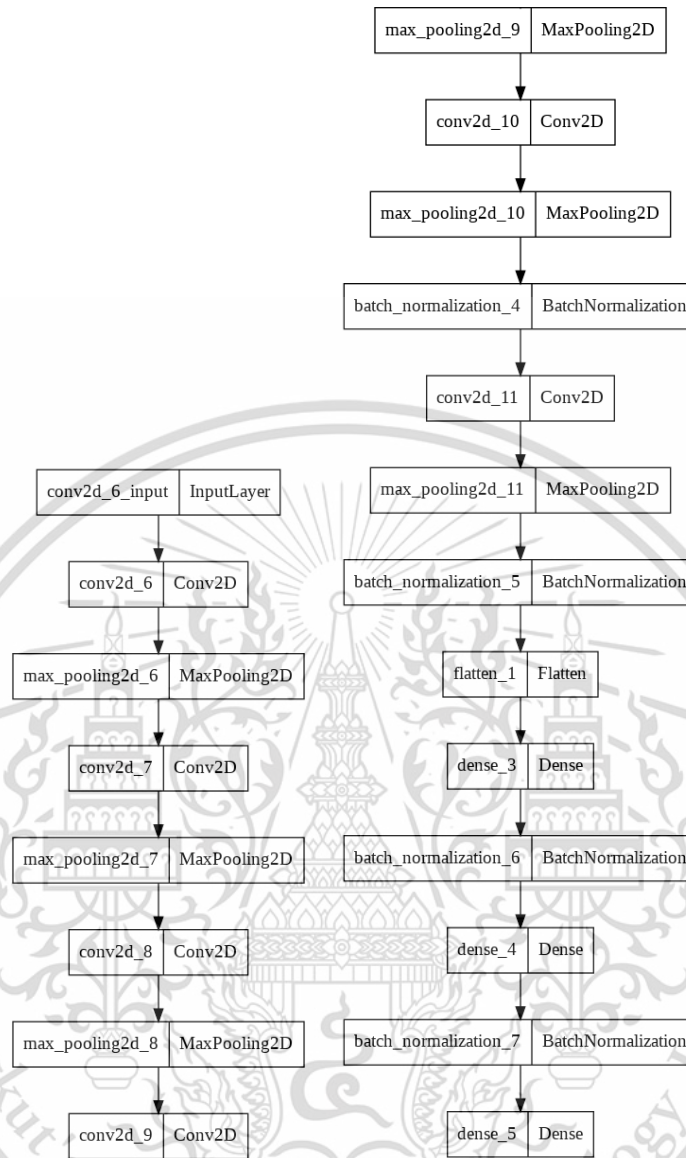 conv2d_6_input InputLayer
conv2d_6 Conv2D
max_pooling2d_6 MaxPooling2D
conv2d_7 Conv2D
max_pooling2d_7 MaxPooling2D
conv2d_8 Conv2D
max_pooling2d_8 MaxPooling2D
conv2d_9 Conv2D
max_pooling2d_9 MaxPooling2D
conv2d_10 Conv2D
max_pooling2d_10 MaxPooling2D
batch_normalization_4 BatchNormalization
conv2d_11 Conv2D
max_pooling2d_11 MaxPooling2D
batch_normalization_5 BatchNormalization
flatten_1 Flatten
dense_3 Dense
batch_normalization_6 BatchNormalization
dense_4 Dense
batch_normalization_7 BatchNormalization
dense_5 Dense